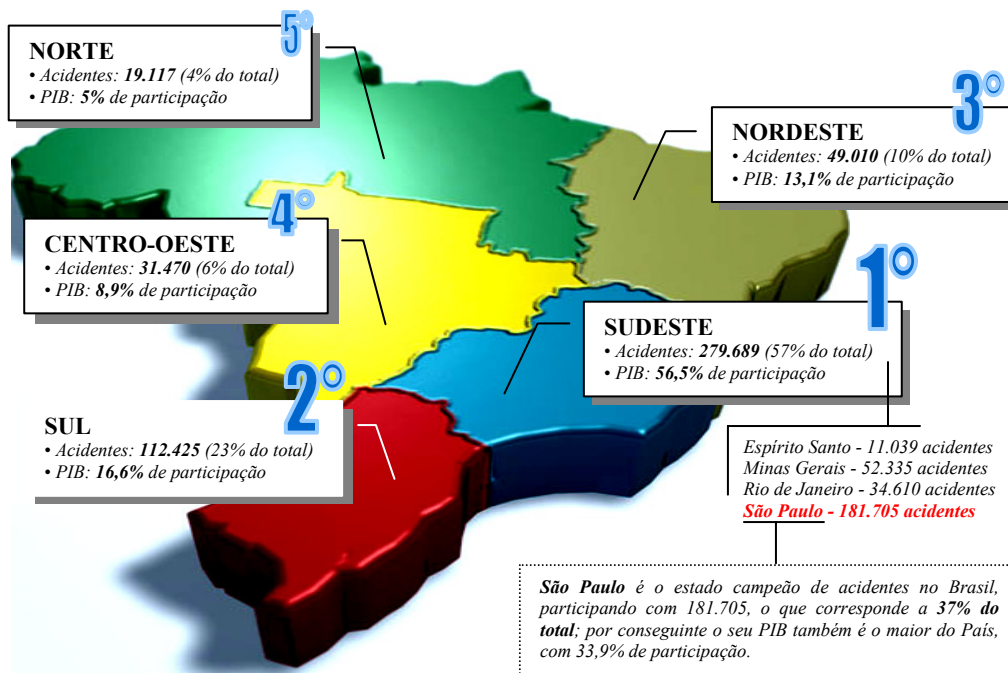 5°
NORTE
• Acidentes: 19.117 (4% do total)
• PIB: 5% de participação
3°
NORDESTE
• Acidentes: 49.010 (10% do total)
• PIB: 13,1% de participação
4°
CENTRO-OESTE
• Acidentes: 31.470 (6% do total)
• PIB: 8,9% de participação
1°
SUDESTE
• Acidentes: 279.689 (57% do total)
• PIB: 56,5% de participação
2°
SUL
• Acidentes: 112.425 (23% do total)
• PIB: 16,6% de participação
Espírito Santo - 11.039 acidentes
Minas Gerais - 52.335 acidentes
Rio de Janeiro - 34.610 acidentes
São Paulo - 181.705 acidentes
São Paulo é o estado campeão de acidentes no Brasil,
participando com 181.705, o que corresponde a 37% do
total; por conseguinte o seu PIB também é o maior do País,
com 33,9% de participação.